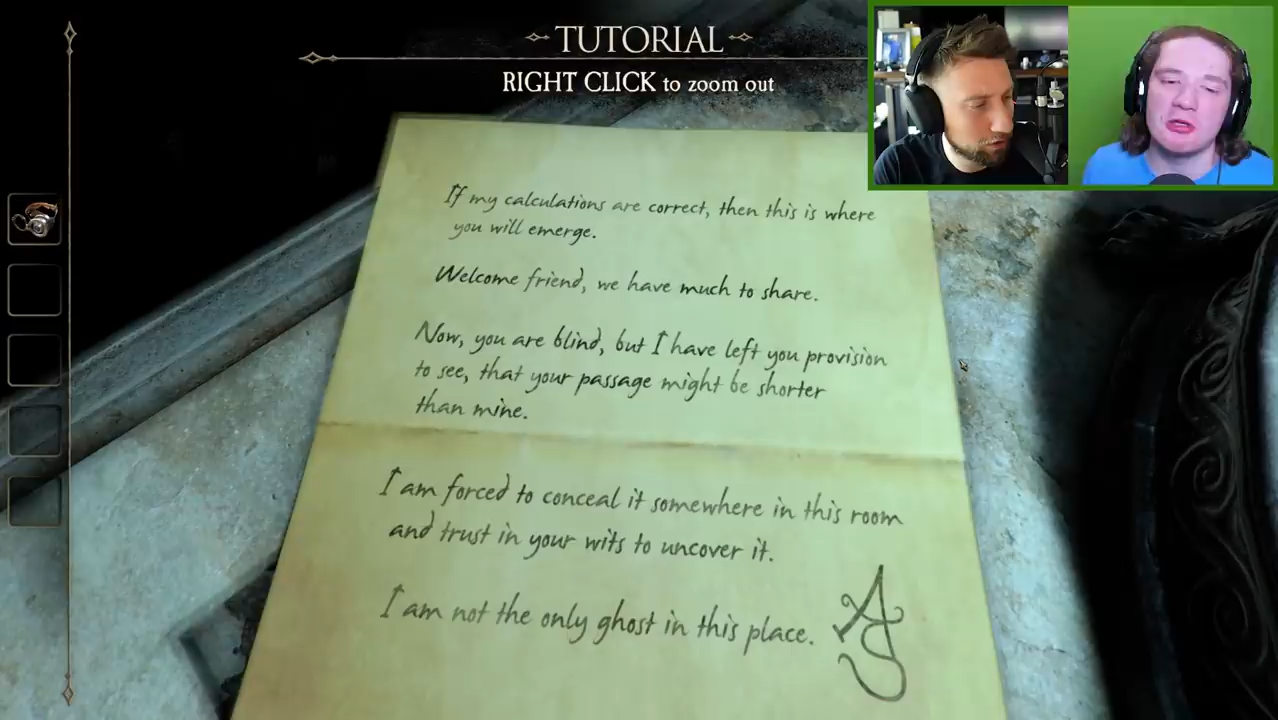 TUTORIAL
RIGHT CLICK to zoom out
If my calculations are correct, then this is where
you will emerge.
Welcome friend, we have much to share.
Now, you are blind, but I have left you provision
to see, that your passage might be shorter
than mine.
I am forced to conceal it somewhere in this room
and trust in your wits to uncover it.
I am not the only ghost in this place.
AS